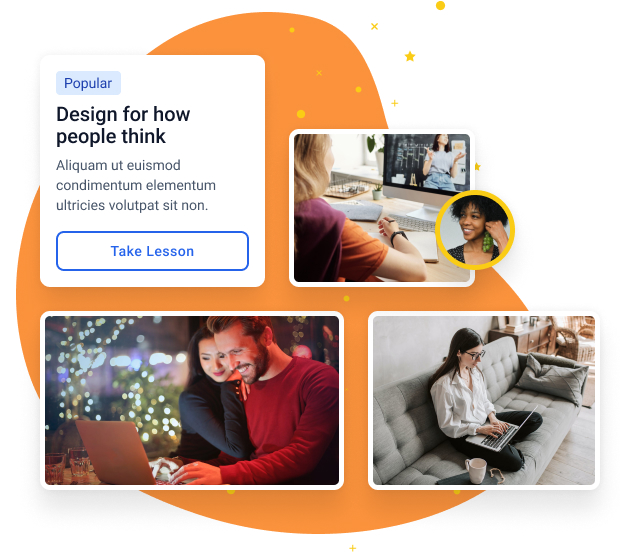 Popular
Design for how
people think
Aliquam ut euismod
condimentum elementum
ultricies volutpat sit non.
Take Lesson